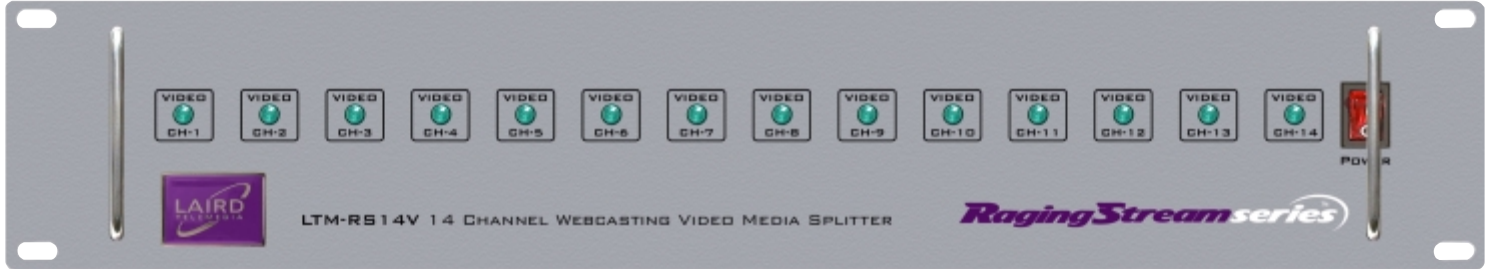 VIDEO VIDEO VIDEO VIDEO VIDEO VIDEO VIDEO VIDEO VIDEO VIDEO VIDEO VIDEO VIDEO VIDEO
CH-1 CH-2 CH-3 CH-4 CH-5 CH-6 CH-7 CH-8 CH-9 CH-10 CH-11 CH-12 CH-13 CH-14
POWER
LAIRD
TELEMEDIA
LTM-RS14V 14 CHANNEL WEBCASTING VIDEO MEDIA SPLITTER
RagingStreamseries